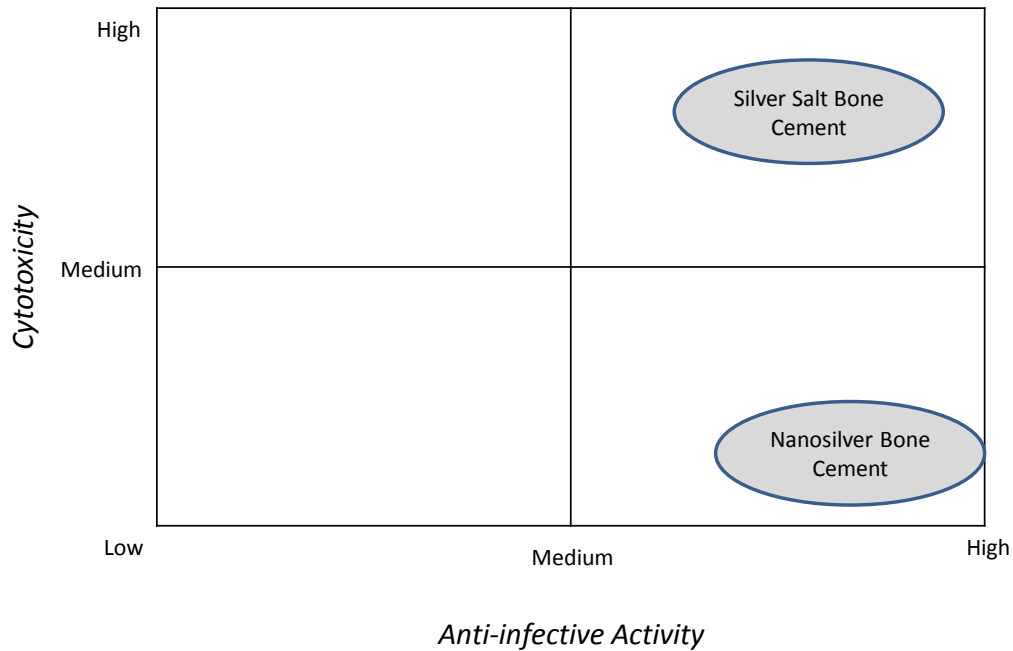 High
Silver Salt Bone
Cement
Cytotoxicity
Medium
Nanosilver Bone
Cement
Low
Medium
High
Anti-infective Activity